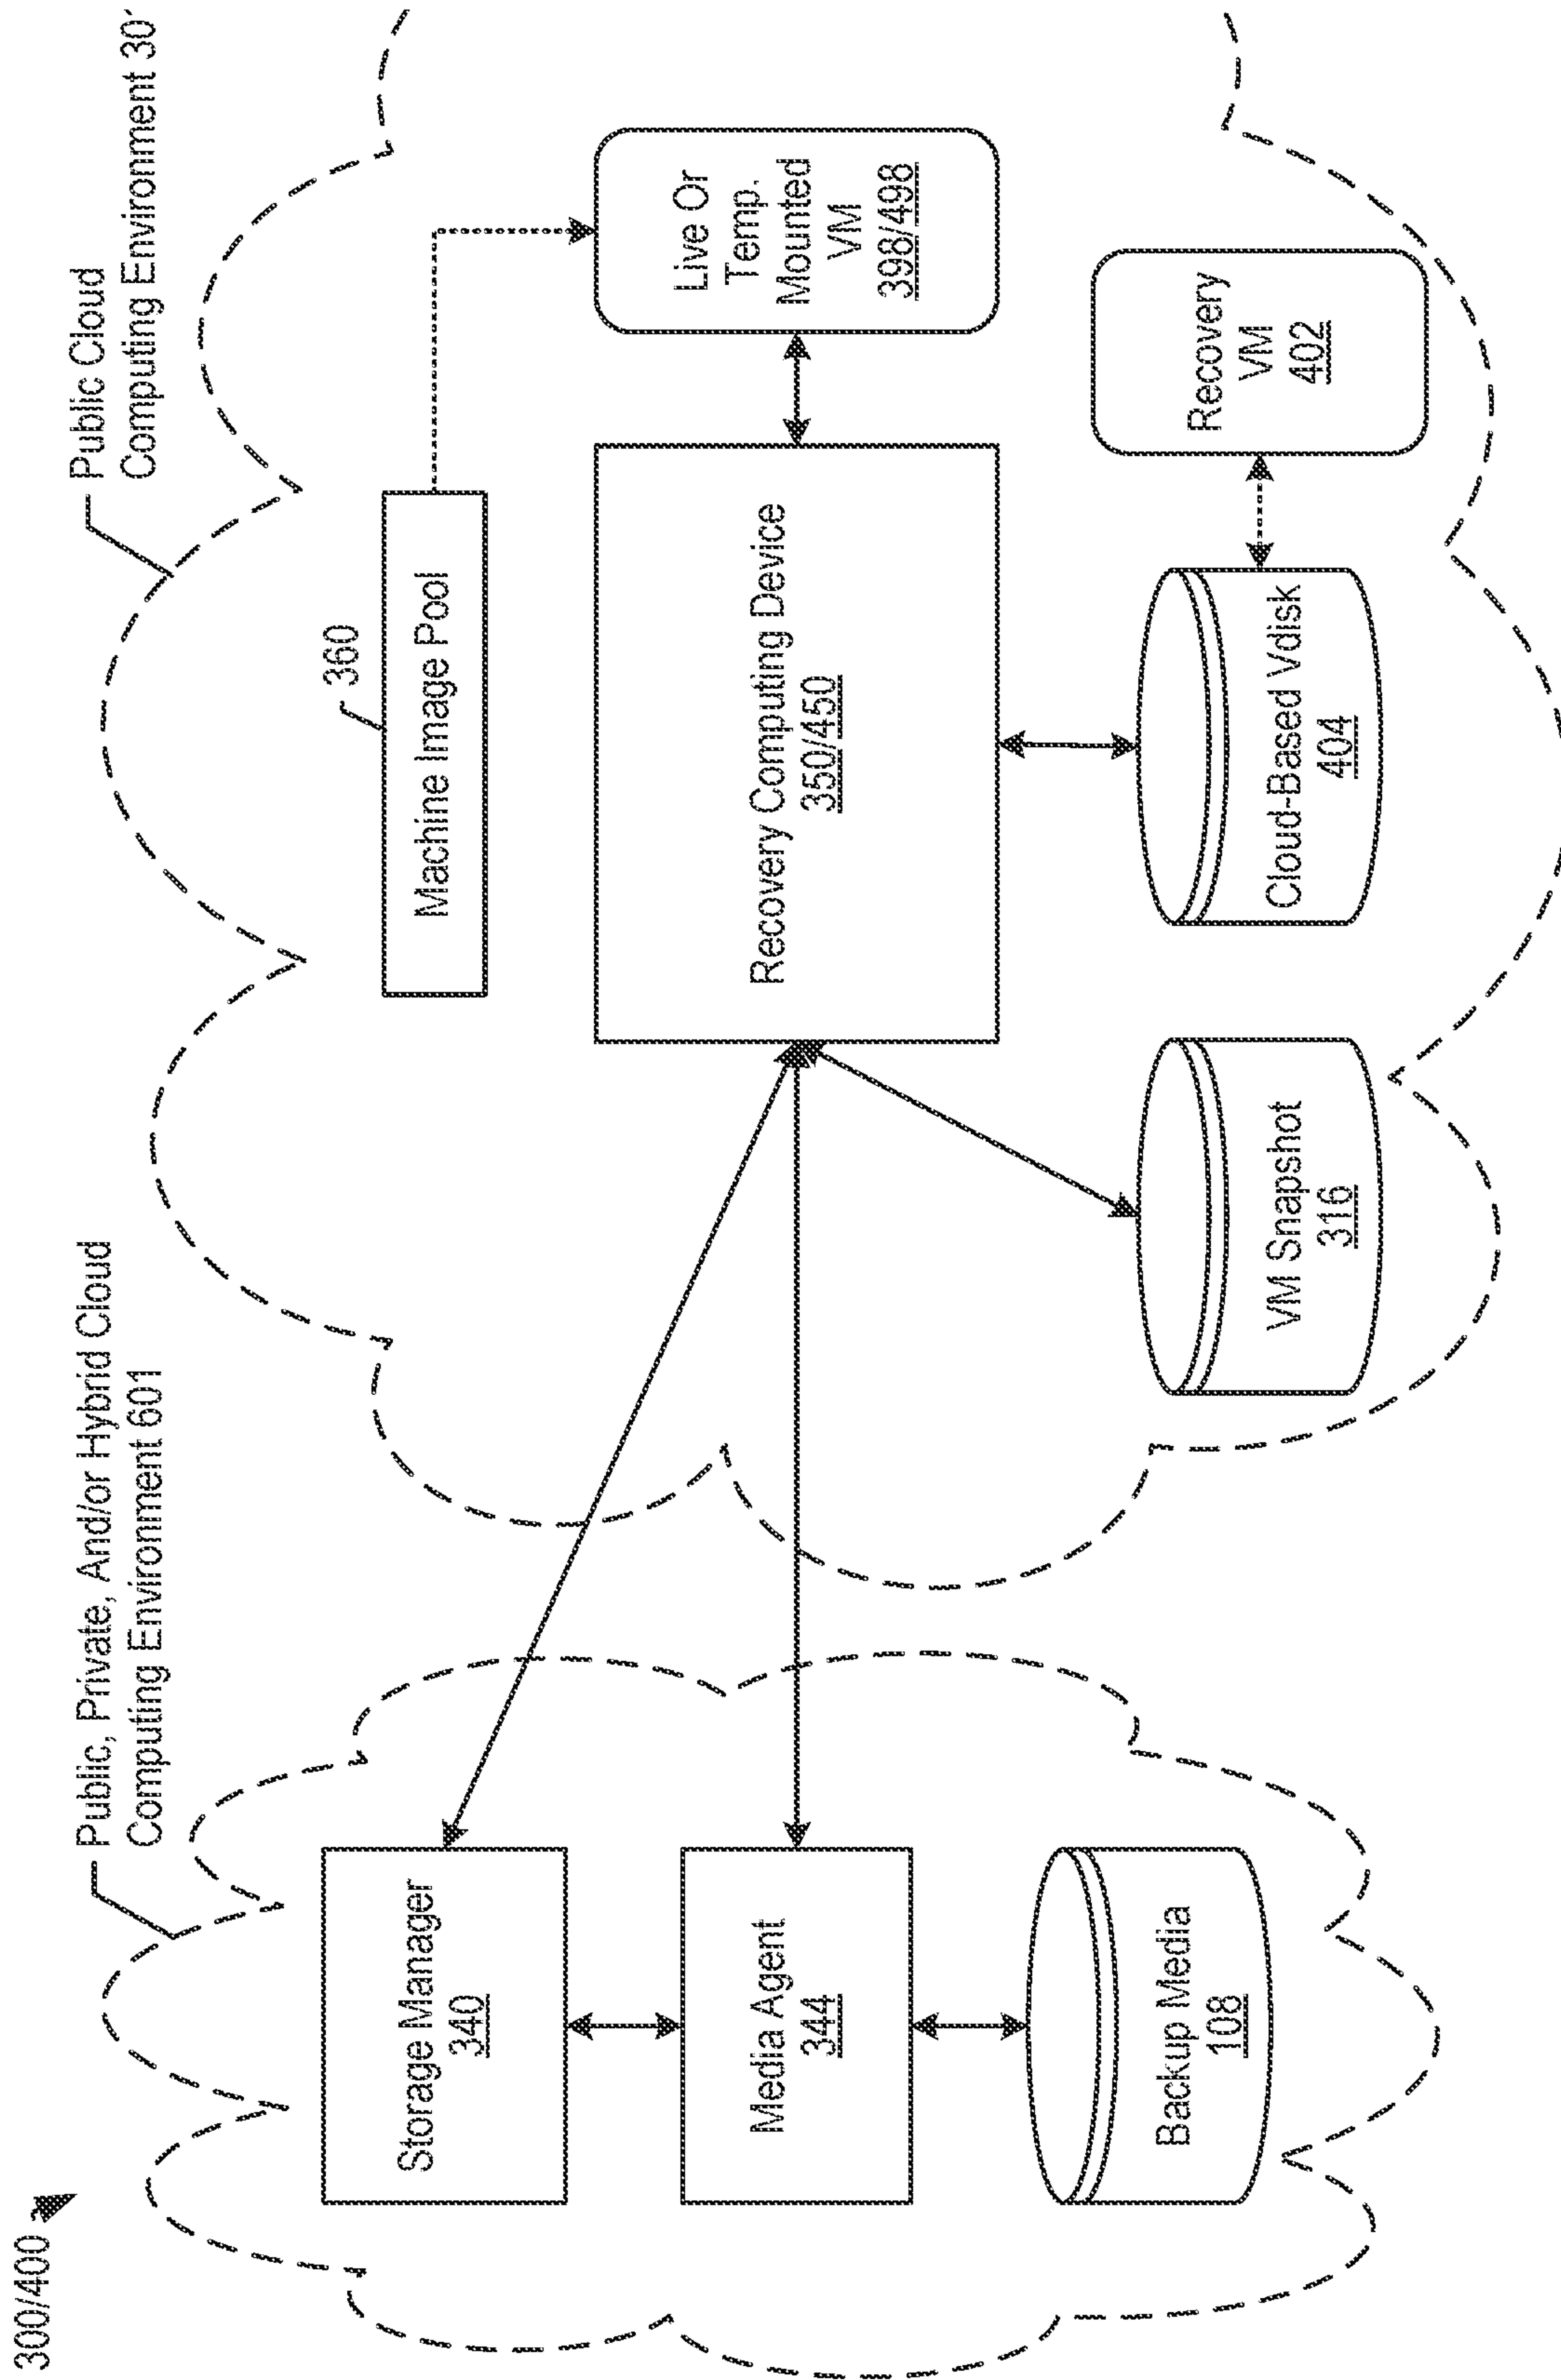 300/400
Public, Private, And/or Hybrid Cloud
Computing Environment 601
Storage Manager
340
Media Agent
344
Backup Media
108
Public Cloud
Computing Environment
360
Machine Image Pool
Recovery Computing Device
350/450
Live Or
Temp.
Mounted
VM
398/498
VM Snapshot
316
Cloud-Based Vdisk
404
Recovery
VM
402